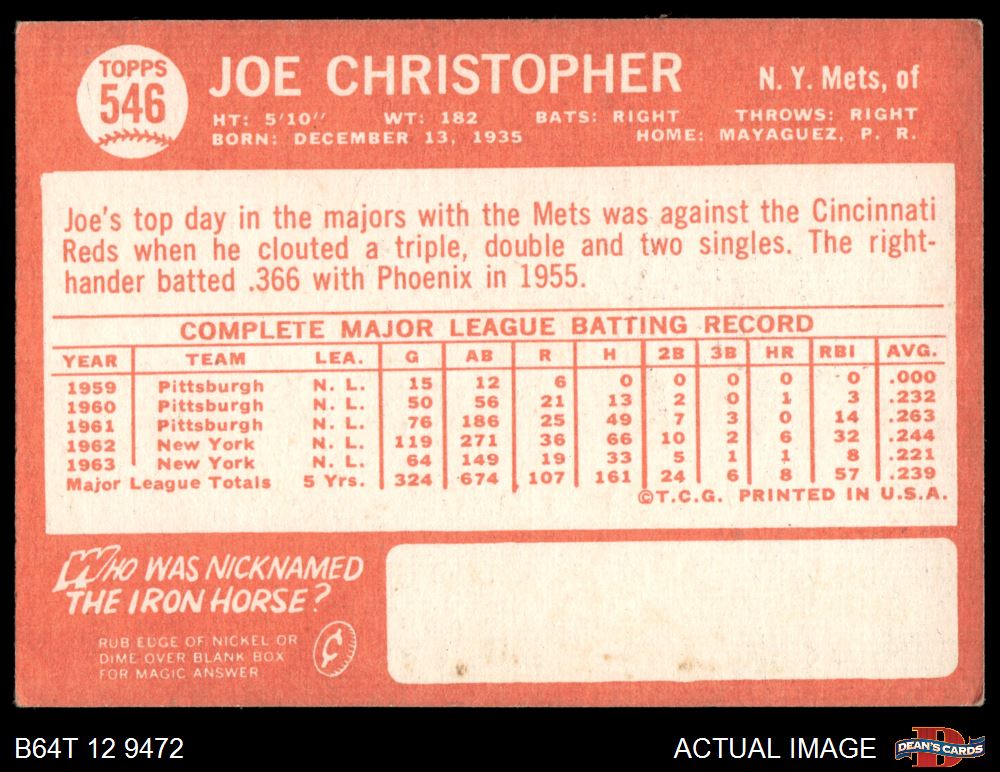 TOPPS
546
JOE CHRISTOPHER
N. Y. Mets, of
HT: 5'10" WT: 182 BATS: RIGHT THROWS: RIGHT
BORN: DECEMBER 13, 1935 HOME: MAYAGUEZ, P. R.
Joe's top day in the majors with the Mets was against the Cincinnati
Reds when he clouted a triple, double and two singles. The right-
hander batted .366 with Phoenix in 1955.
COMPLETE MAJOR LEAGUE BATTING RECORD
YEAR TEAM LEA. G AB R H 2B 3B HR RBI AVG.
1959 Pittsburgh N. L. 15 12 6 0 0 0 0 0 .000
1960 Pittsburgh N. L. 50 56 21 13 2 0 1 3 .232
1961 Pittsburgh N. L. 76 186 25 49 7 3 0 14 .263
1962 New York N. L. 119 271 36 66 10 2 6 32 .244
1963 New York N. L. 64 149 19 33 5 1 1 8 .221
Major League Totals 5 Yrs. 324 674 107 161 24 6 8 57 .239
©T.C.G. PRINTED IN U.S.A.
WHO WAS NICKNAMED
THE IRON HORSE?
RUB EDGE OF NICKEL OR
DIME OVER BLANK BOX
FOR MAGIC ANSWER
¢
B64T 12 9472
ACTUAL IMAGE
D
DEAN'S CARDS